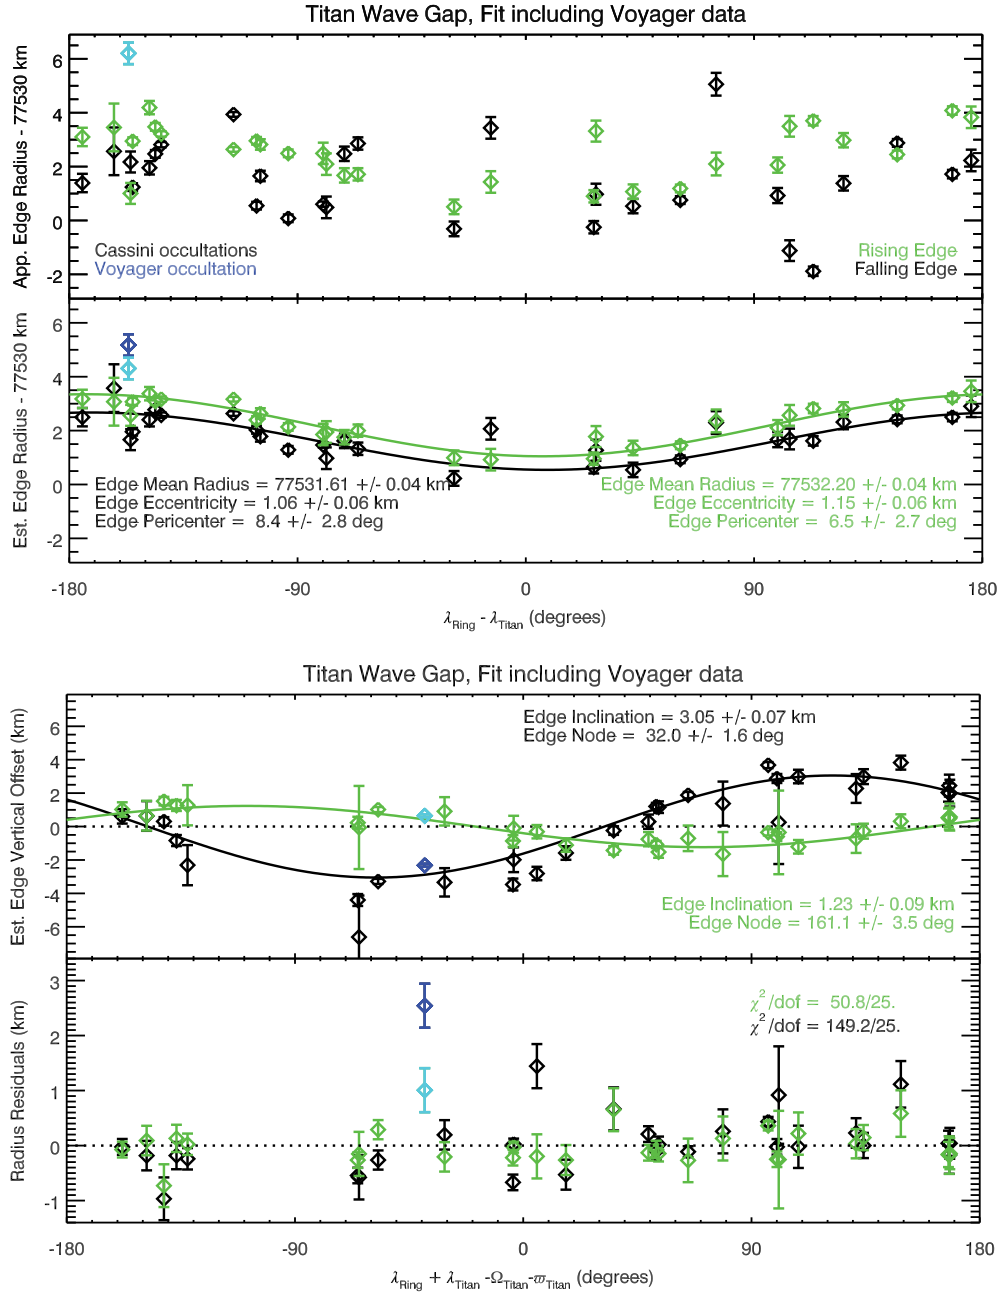 Titan Wave Gap, Fit including Voyager data
App. Edge Radius - 77530 km
6
4
2
0
-2
Cassini occultations
Voyager occultation
Rising Edge
Falling Edge
Est. Edge Radius - 77530 km
6
4
2
0
-2
Edge Mean Radius = 77531.61 +/- 0.04 km
Edge Eccentricity = 1.06 +/- 0.06 km
Edge Pericenter = 8.4 +/- 2.8 deg
Edge Mean Radius = 77532.20 +/- 0.04 km
Edge Eccentricity = 1.15 +/- 0.06 km
Edge Pericenter = 6.5 +/- 2.7 deg
-180 -90 0 90 180
λRing - λTitan (degrees)
Titan Wave Gap, Fit including Voyager data
Est. Edge Vertical Offset (km)
6
4
2
0
-2
-4
-6
Edge Inclination = 3.05 +/- 0.07 km
Edge Node = 32.0 +/- 1.6 deg
Edge Inclination = 1.23 +/- 0.09 km
Edge Node = 161.1 +/- 3.5 deg
Radius Residuals (km)
3
2
1
0
-1
χ²/dof = 50.8/25.
χ²/dof = 149.2/25.
-180 -90 0 90 180
λRing + λTitan -ΩTitan-ϖTitan (degrees)